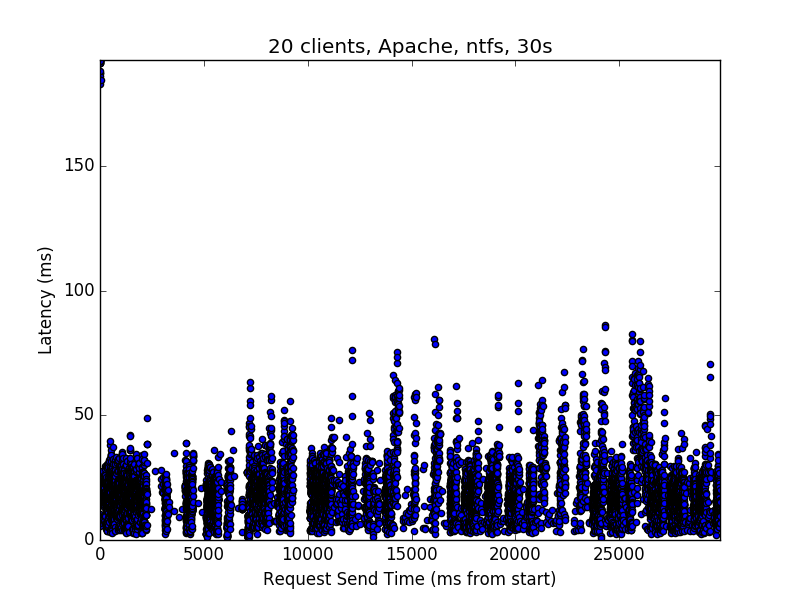 20 clients, Apache, ntfs, 30s
150
100
50
0
Latency (ms)
0 5000 10000 15000 20000 25000
Request Send Time (ms from start)